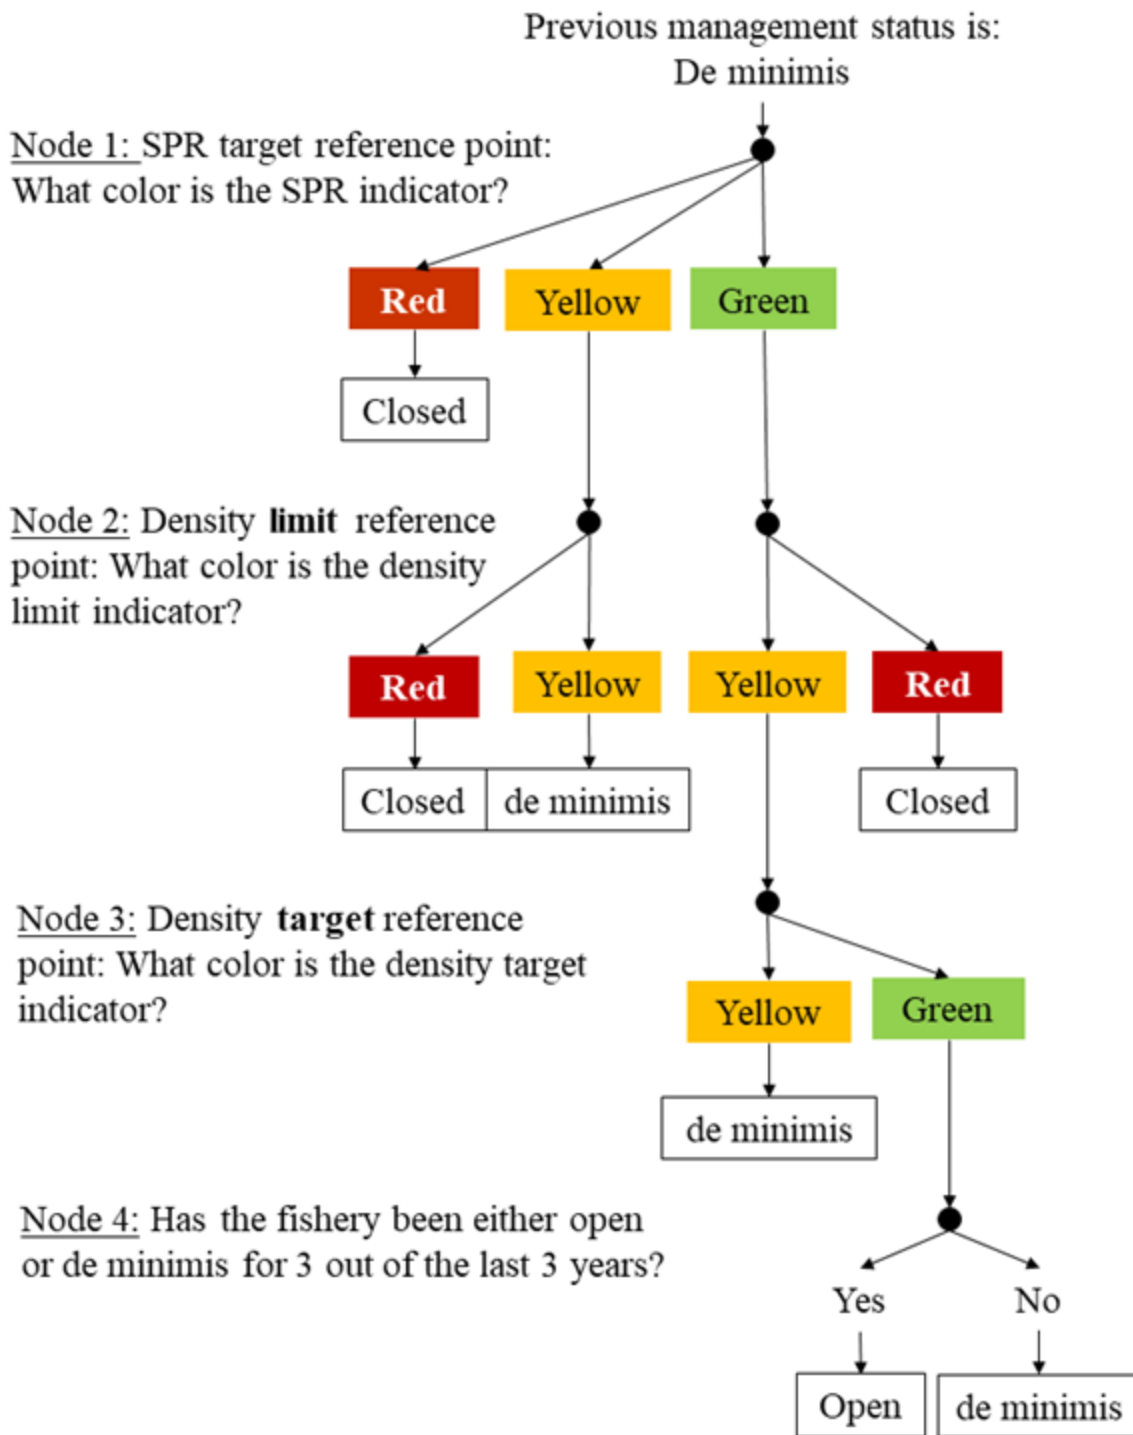 Previous management status is:
De minimis
Node 1: SPR target reference point:
What color is the SPR indicator?
Red
Yellow
Green
Closed
Node 2: Density limit reference
point: What color is the density
limit indicator?
Red
Yellow
Yellow
Red
Closed
de minimis
Closed
Node 3: Density target reference
point: What color is the density target
indicator?
Yellow
Green
de minimis
Node 4: Has the fishery been either open
or de minimis for 3 out of the last 3 years?
Yes
No
Open
de minimis